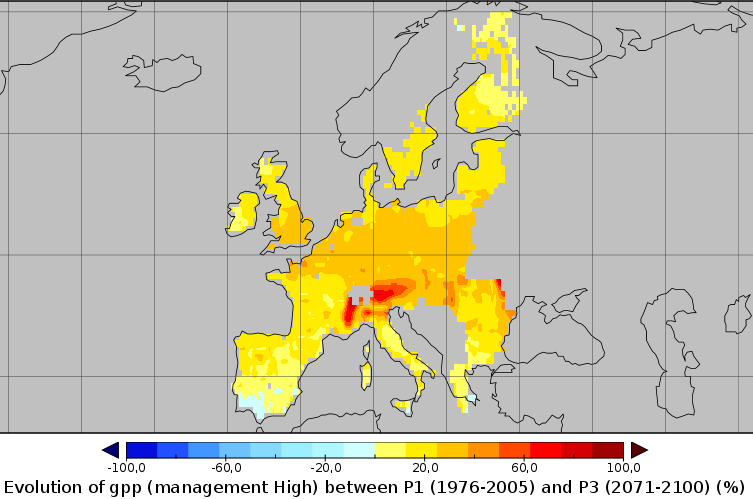 -100,0 -60,0 -20,0 20,0 60,0 100,0
Evolution of gpp (management High) between P1 (1976-2005) and P3 (2071-2100) (%)